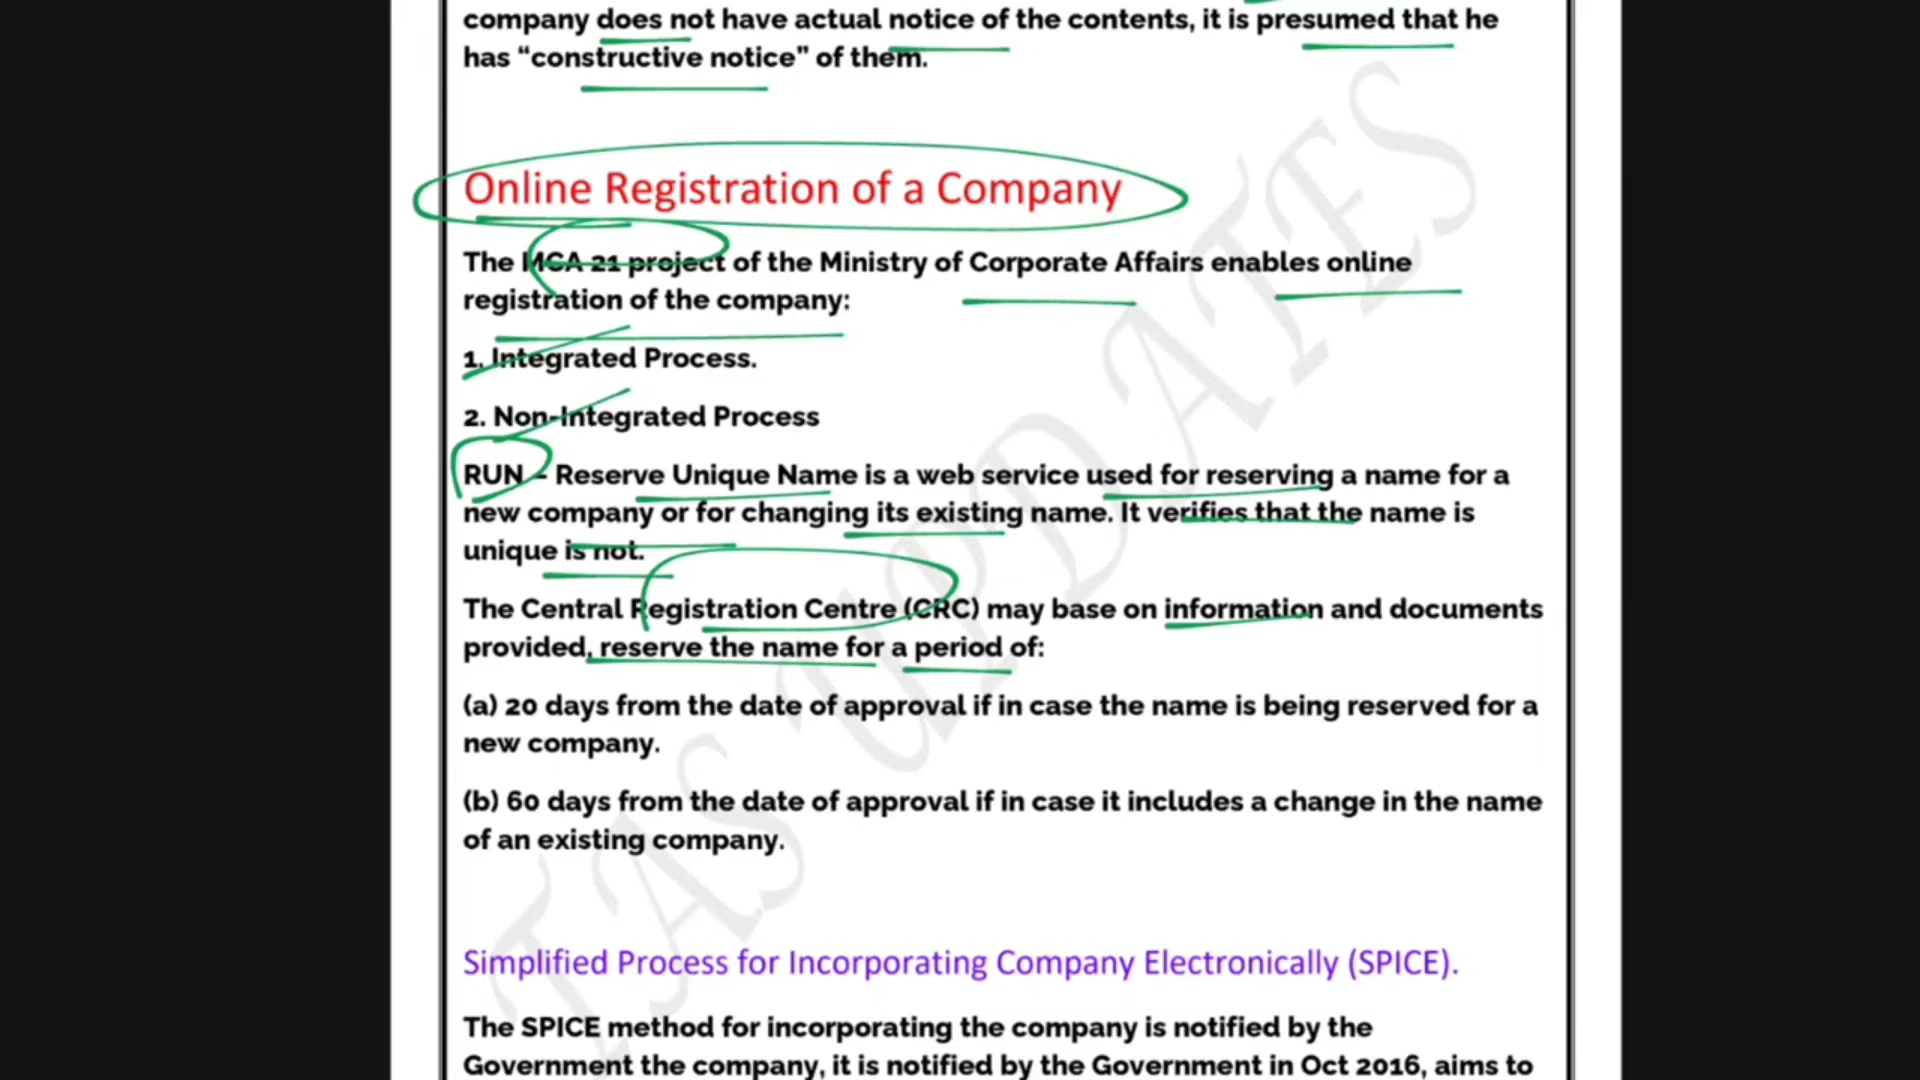 company does not have actual notice of the contents, it is presumed that he
has “constructive notice” of them.
Online Registration of a Company
The MCA 21 project of the Ministry of Corporate Affairs enables online
registration of the company:
1. Integrated Process.
2. Non-Integrated Process
RUN - Reserve Unique Name is a web service used for reserving a name for a
new company or for changing its existing name. It verifies that the name is
unique is not.
The Central Registration Centre (CRC) may base on information and documents
provided, reserve the name for a period of:
(a) 20 days from the date of approval if in case the name is being reserved for a
new company.
(b) 60 days from the date of approval if in case it includes a change in the name
of an existing company.
Simplified Process for Incorporating Company Electronically (SPICE).
The SPICE method for incorporating the company is notified by the
Government the company, it is notified by the Government in Oct 2016, aims to
TAS UPDATES